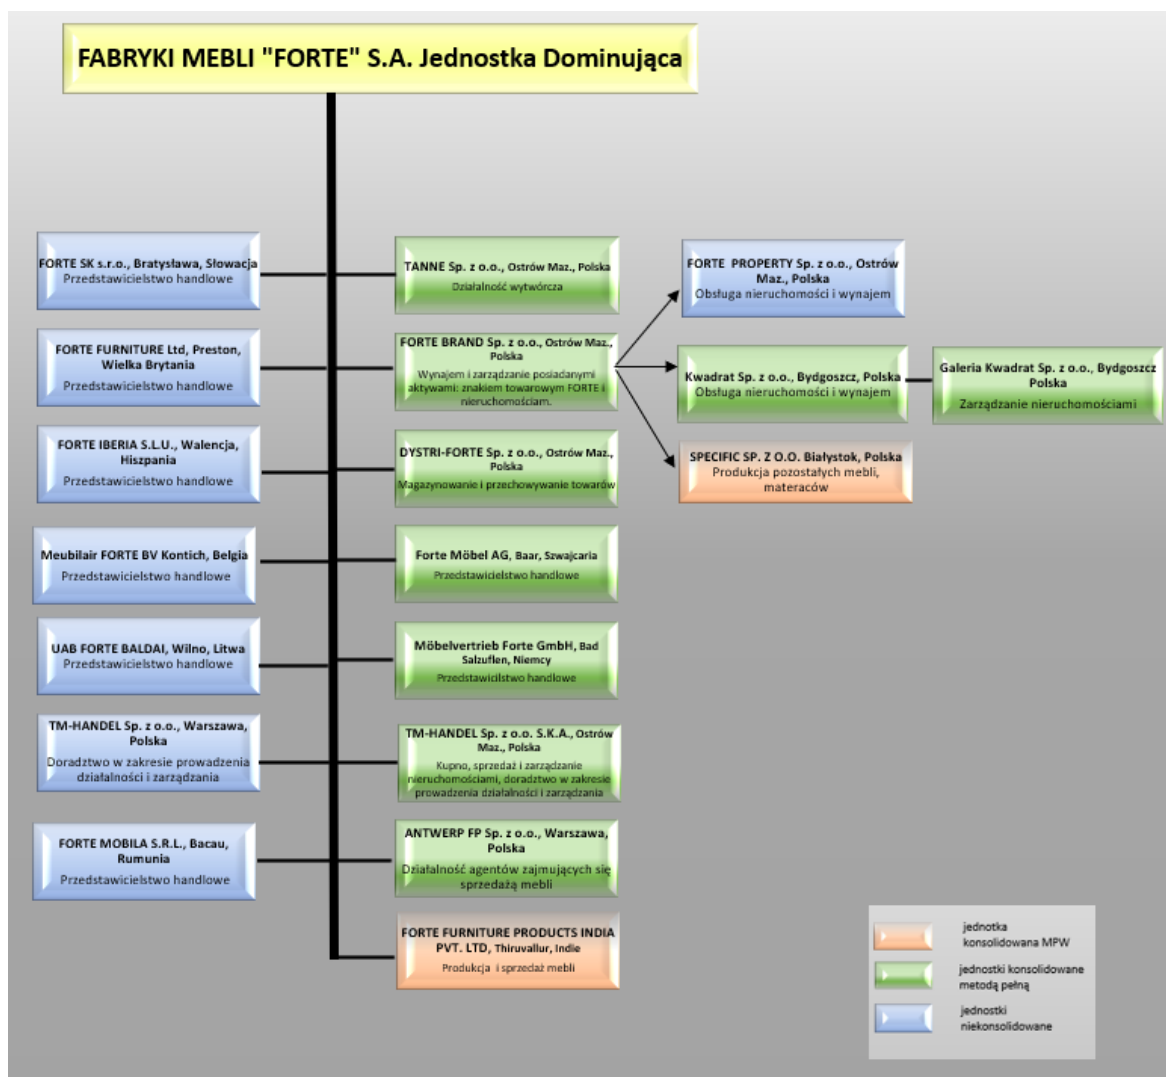 FABRYKI MEBLI "FORTE" S.A. Jednostka Dominująca
FORTE SK s.r.o., Bratysława, Słowacja
Przedstawicielstwo handlowe
FORTE FURNITURE Ltd, Preston,
Wielka Brytania
Przedstawicielstwo handlowe
FORTE IBERIA S.L.U., Walencja,
Hiszpania
Przedstawicielstwo handlowe
Meubilair FORTE BV Kontich, Belgia
Przedstawicielstwo handlowe
UAB FORTE BALDAI, Wilno, Litwa
Przedstawicielstwo handlowe
TM-HANDEL Sp. z o.o., Warszawa,
Polska
Doradztwo w zakresie prowadzenia
działalności i zarządzania
FORTE MOBILA S.R.L., Bacau,
Rumunia
Przedstawicielstwo handlowe
TANNE Sp. z o.o., Ostrów Maz., Polska
Działalność wytwórcza
FORTE BRAND Sp. z o.o., Ostrów Maz.,
Polska
Wynajem i zarządzanie posiadanymi
aktywami: znakiem towarowym FORTE i
nieruchomościam.
DYSTRI-FORTE Sp. z o.o., Ostrów Maz.,
Polska
Magazynowanie i przechowywanie towarów
Forte Möbel AG, Baar, Szwajcaria
Przedstawicielstwo handlowe
Möbelvertrieb Forte GmbH, Bad
Salzuflen, Niemcy
Przedstawicilstwo handlowe
TM-HANDEL Sp. z o.o. S.K.A., Ostrów
Maz., Polska
Kupno, sprzedaż i zarządzanie
nieruchomościami, doradztwo w zakresie
prowadzenia działalności i zarządzania
ANTWERP FP Sp. z o.o., Warszawa,
Polska
Działalność agentów zajmujących się
sprzedażą mebli
FORTE FURNITURE PRODUCTS INDIA
PVT. LTD, Thiruvallur, Indie
Produkcja i sprzedaż mebli
FORTE PROPERTY Sp. z o.o., Ostrów
Maz., Polska
Obsługa nieruchomości i wynajem
Kwadrat Sp. z o.o., Bydgoszcz, Polska
Obsługa nieruchomości i wynajem
SPECIFIC SP. Z O.O. Białystok, Polska
Produkcja pozostałych mebli,
materaców
Galeria Kwadrat Sp. z o.o., Bydgoszcz
Polska
Zarządzanie nieruchomościami
jednotka
konsolidowana MPW
jednostki konsolidowane
metodą pełną
jednostki
niekonsolidowane